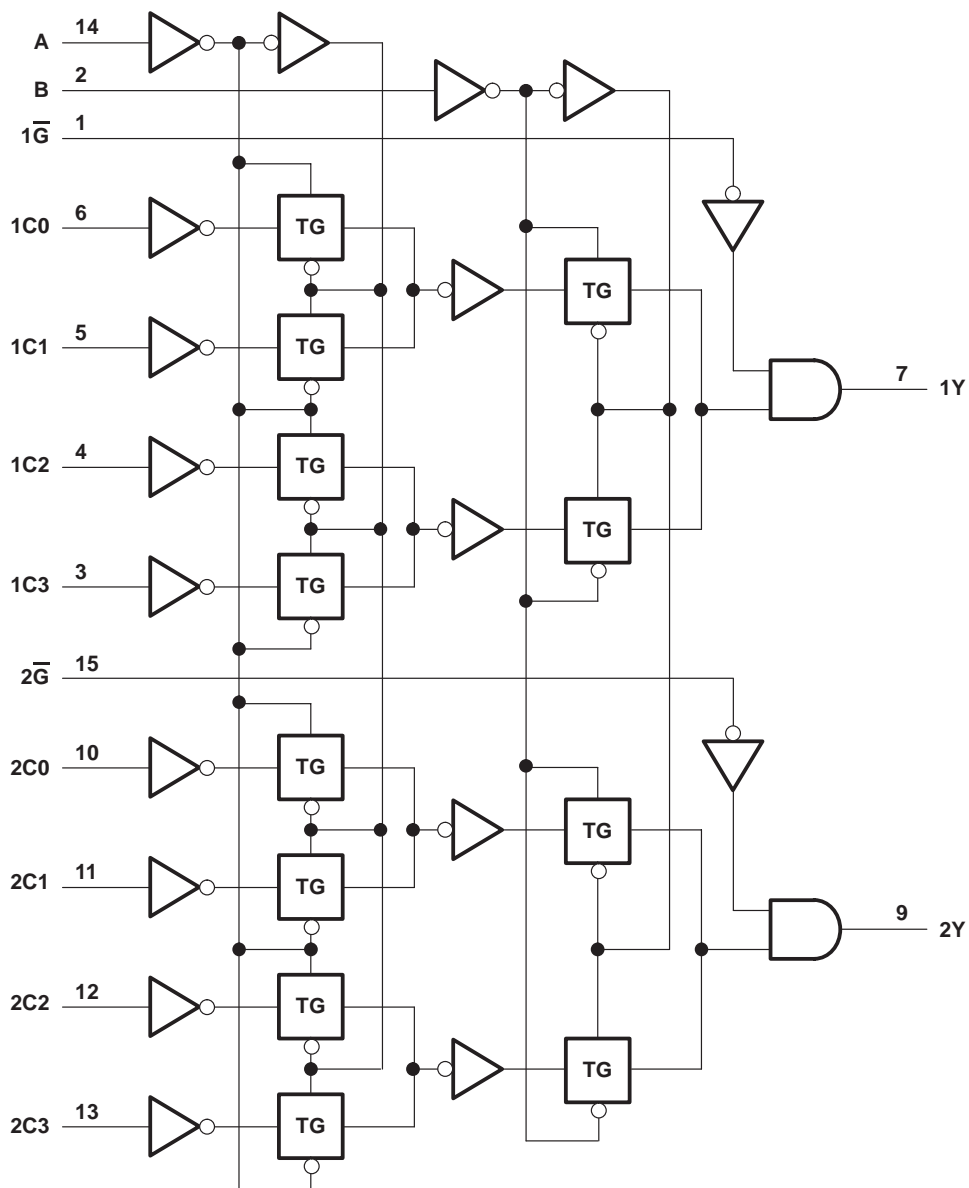 A 14
B 2
1G̅ 1
1C0 6 TG
TG
1C1 5 TG
7 1Y
1C2 4 TG
TG
1C3 3 TG
2G̅ 15
2C0 10 TG
TG
2C1 11 TG
9 2Y
2C2 12 TG
TG
2C3 13 TG